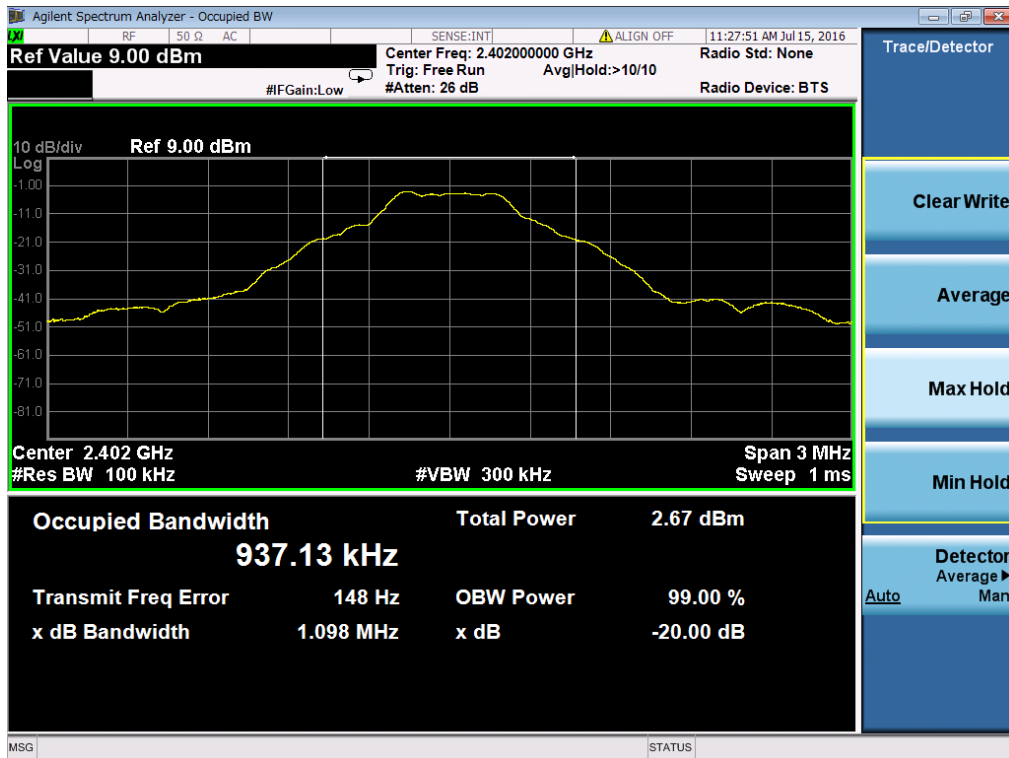 Agilent Spectrum Analyzer - Occupied BW
LXI RF 50 Ω AC SENSE:INT ALIGN OFF 11:27:51 AM Jul 15, 2016
Ref Value 9.00 dBm
Center Freq: 2.402000000 GHz
Radio Std: None
Trig: Free Run Avg|Hold:>10/10
#IFGain:Low
#Atten: 26 dB
Radio Device: BTS
10 dB/div Ref 9.00 dBm
Log
-1.00
-11.0
-21.0
-31.0
-41.0
-51.0
-61.0
-71.0
-81.0
Center 2.402 GHz Span 3 MHz
#Res BW 100 kHz #VBW 300 kHz Sweep 1 ms
Occupied Bandwidth Total Power 2.67 dBm
937.13 kHz
Transmit Freq Error 148 Hz OBW Power 99.00 %
x dB Bandwidth 1.098 MHz x dB -20.00 dB
MSG STATUS
Trace/Detector
Clear Write
Average
Max Hold
Min Hold
Detector
Average
Auto Man